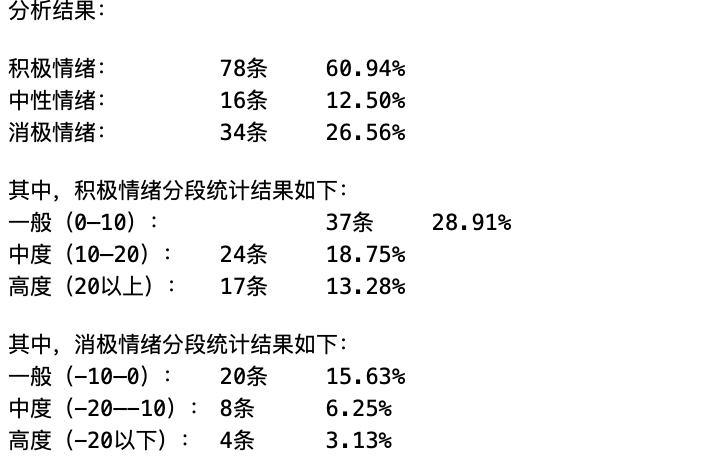 分析结果：
积极情绪： 78条 60.94%
中性情绪： 16条 12.50%
消极情绪： 34条 26.56%
其中，积极情绪分段统计结果如下：
一般（0—10）： 37条 28.91%
中度（10—20）： 24条 18.75%
高度（20以上）： 17条 13.28%
其中，消极情绪分段统计结果如下：
一般（-10—0）： 20条 15.63%
中度（-20—-10）： 8条 6.25%
高度（-20以下）： 4条 3.13%